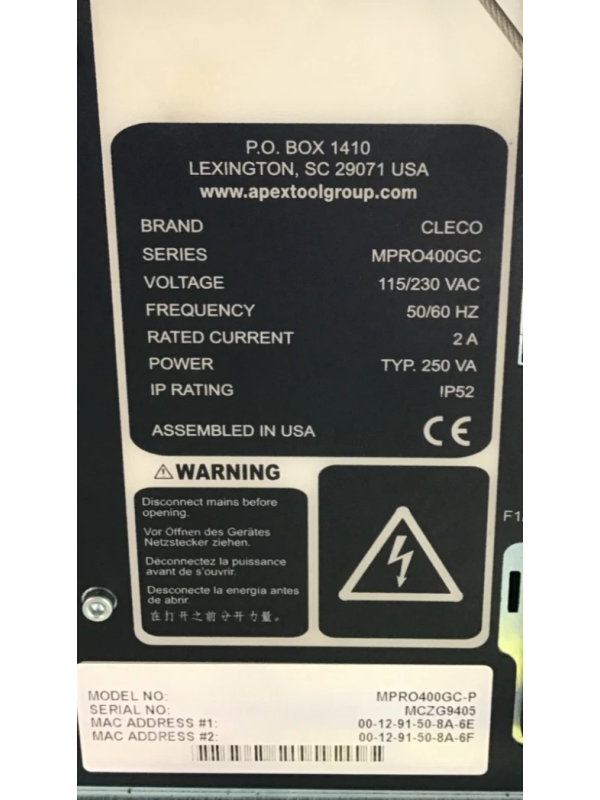 P.O. BOX 1410
LEXINGTON, SC 29071 USA
www.apextoolgroup.com
BRAND CLECO
SERIES MPRO400GC
VOLTAGE 115/230 VAC
FREQUENCY 50/60 HZ
RATED CURRENT 2 A
POWER TYP. 250 VA
IP RATING IP52
ASSEMBLED IN USA CE
WARNING
Disconnect mains before
opening.
Vor Öffnen des Gerätes
Netzstecker ziehen.
Déconnectez la puissance
avant de s'ouvrir.
Desconecte la energía antes
de abrir.
在打开之前分开力量。
F1
MODEL NO: MPRO400GC-P
SERIAL NO: MCZG9405
MAC ADDRESS #1: 00-12-91-50-8A-6E
MAC ADDRESS #2: 00-12-91-50-8A-6F